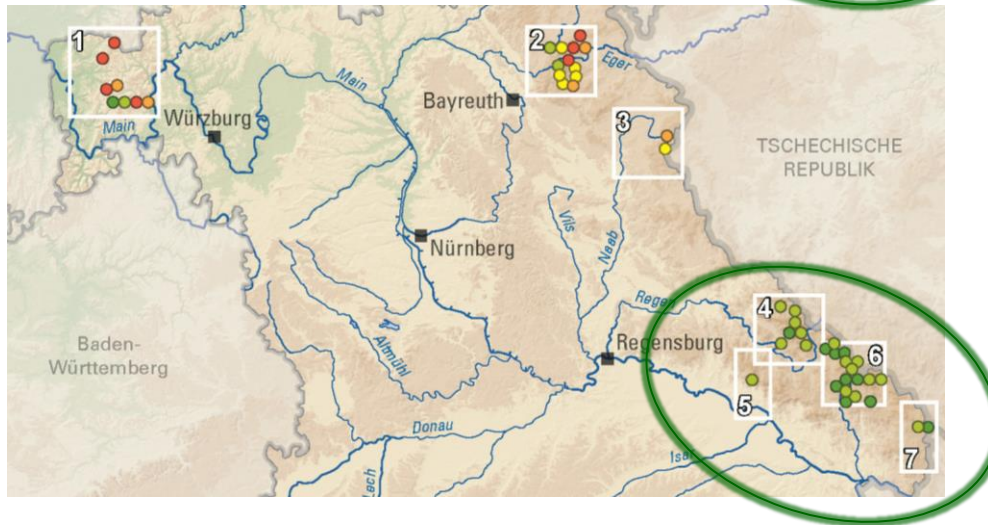 1
2
Main
Eger
Bayreuth
3
Würzburg
Main
TSCHECHISCHE
REPUBLIK
Vils
Naab
Nürnberg
Regen
4
Baden-
Württemberg
Altmühl
Regensburg
6
5
Donau
Isar
7
Lech